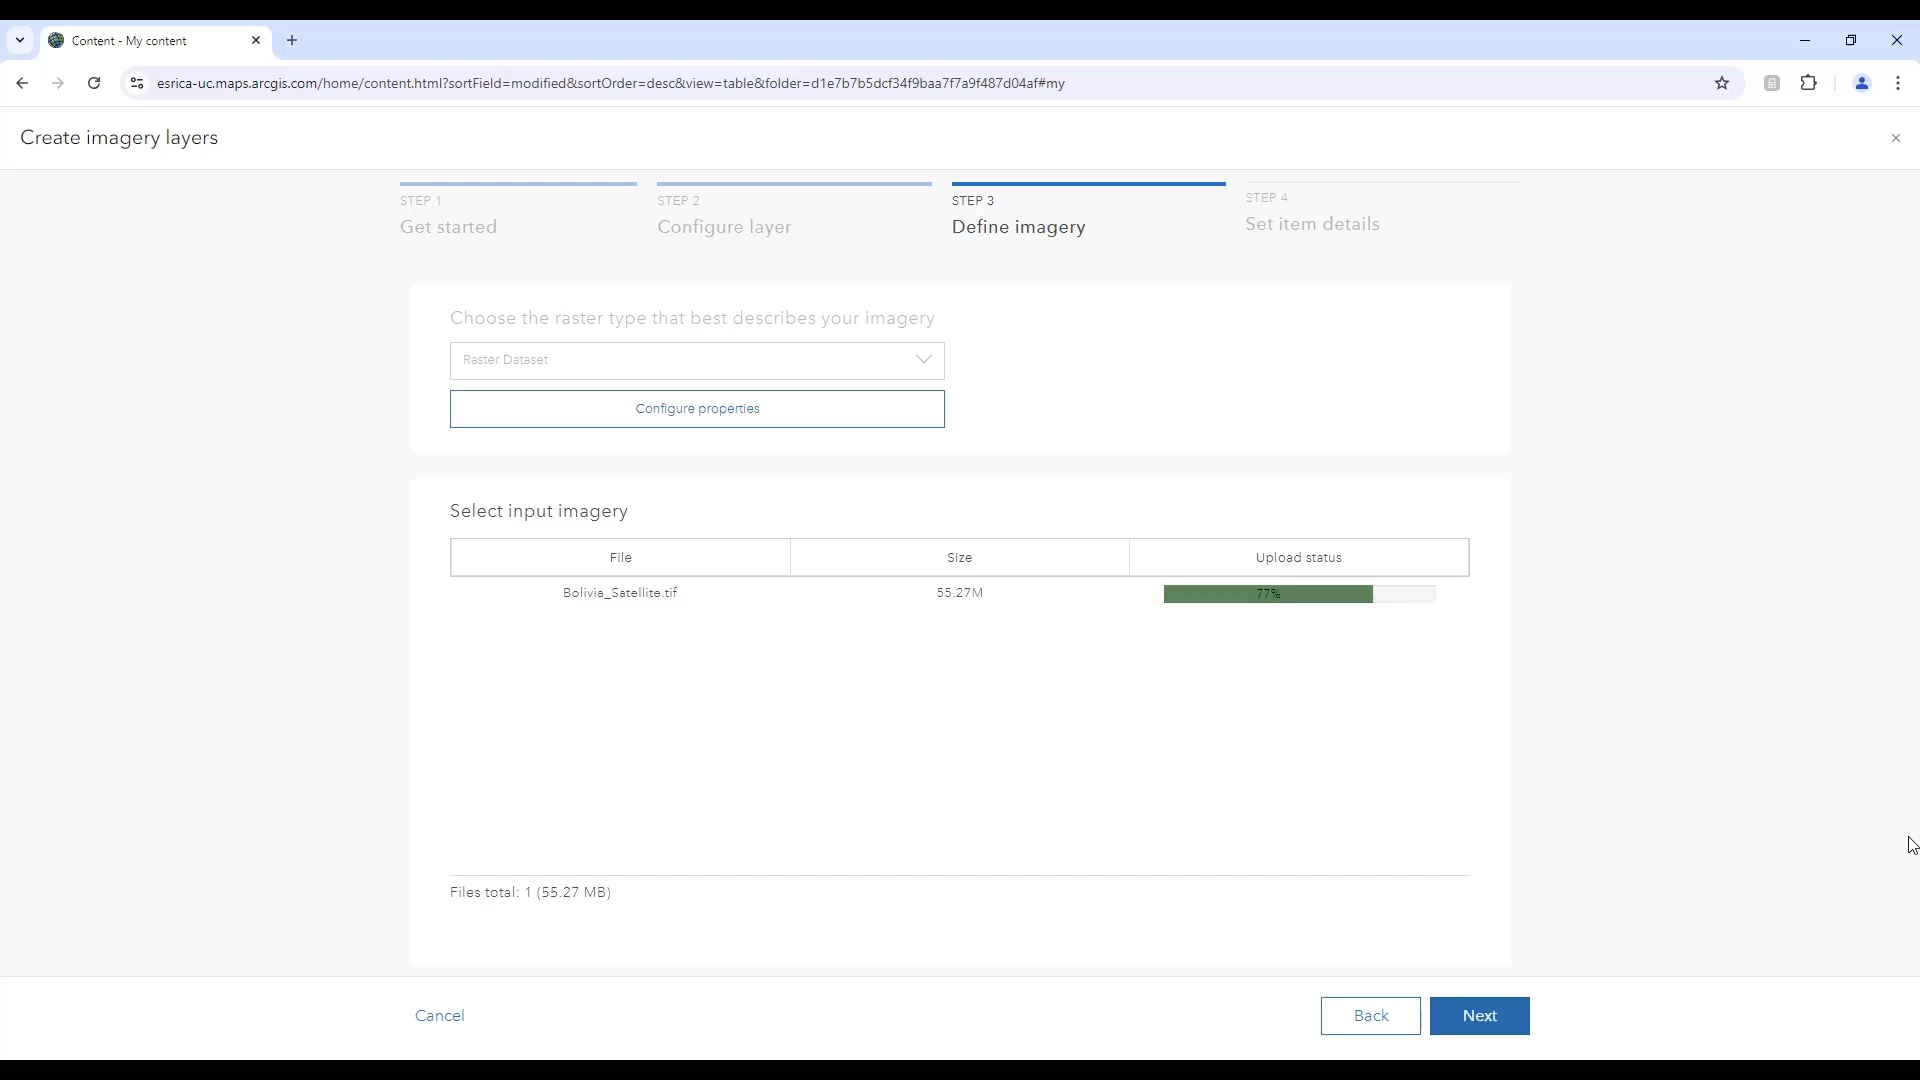 Content - My content
esrica-uc.maps.arcgis.com/home/content.html?sortField=modified&sortOrder=desc&view=table&folder=d1e7b7b5dcf34f9baa7f7a9f487d04af#my
Create imagery layers
STEP 1
Get started
STEP 2
Configure layer
STEP 3
Define imagery
STEP 4
Set item details
Choose the raster type that best describes your imagery
Raster Dataset
Configure properties
Select input imagery
File Size Upload status
Bolivia_Satellite.tif 55.27M 77%
Files total: 1 (55.27 MB)
Cancel Back Next